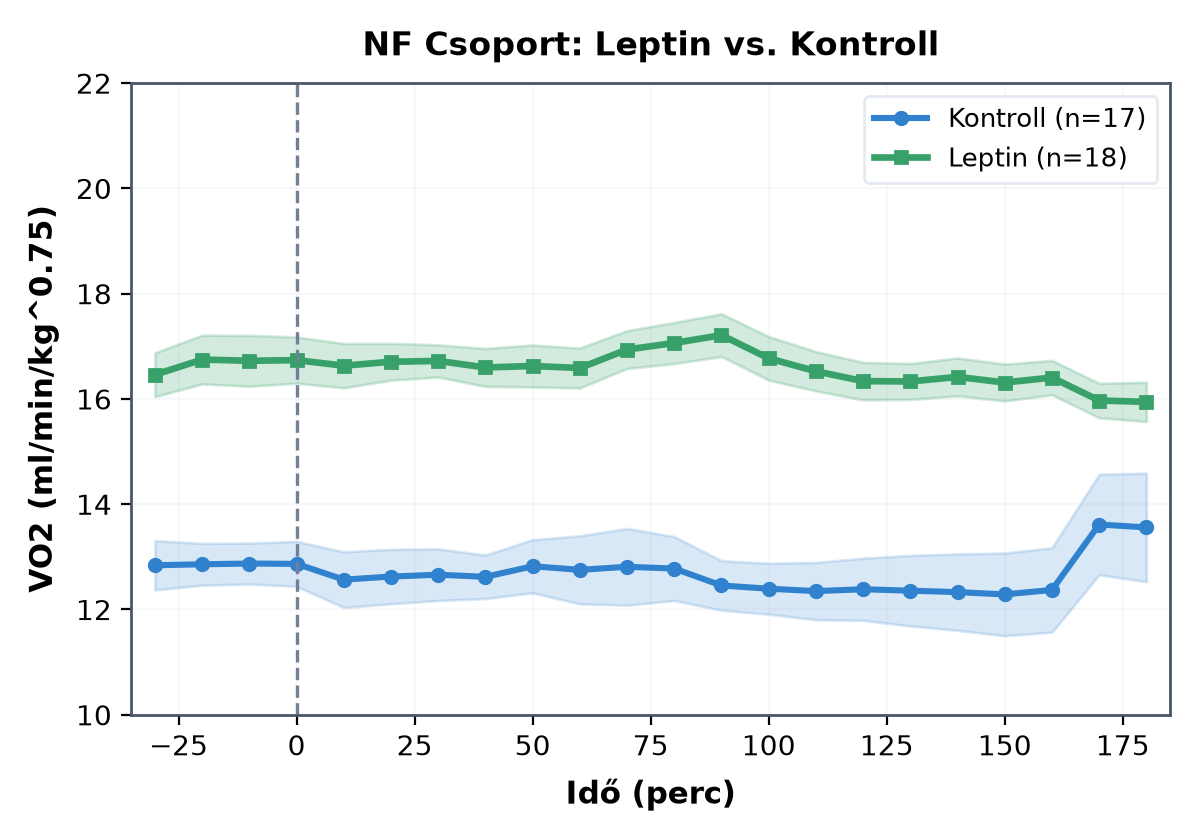 NF Csoport: Leptin vs. Kontroll
Kontroll (n=17)
Leptin (n=18)
VO2 (ml/min/kg^0.75)
22
20
18
16
14
12
10
−25 0 25 50 75 100 125 150 175
Idő (perc)